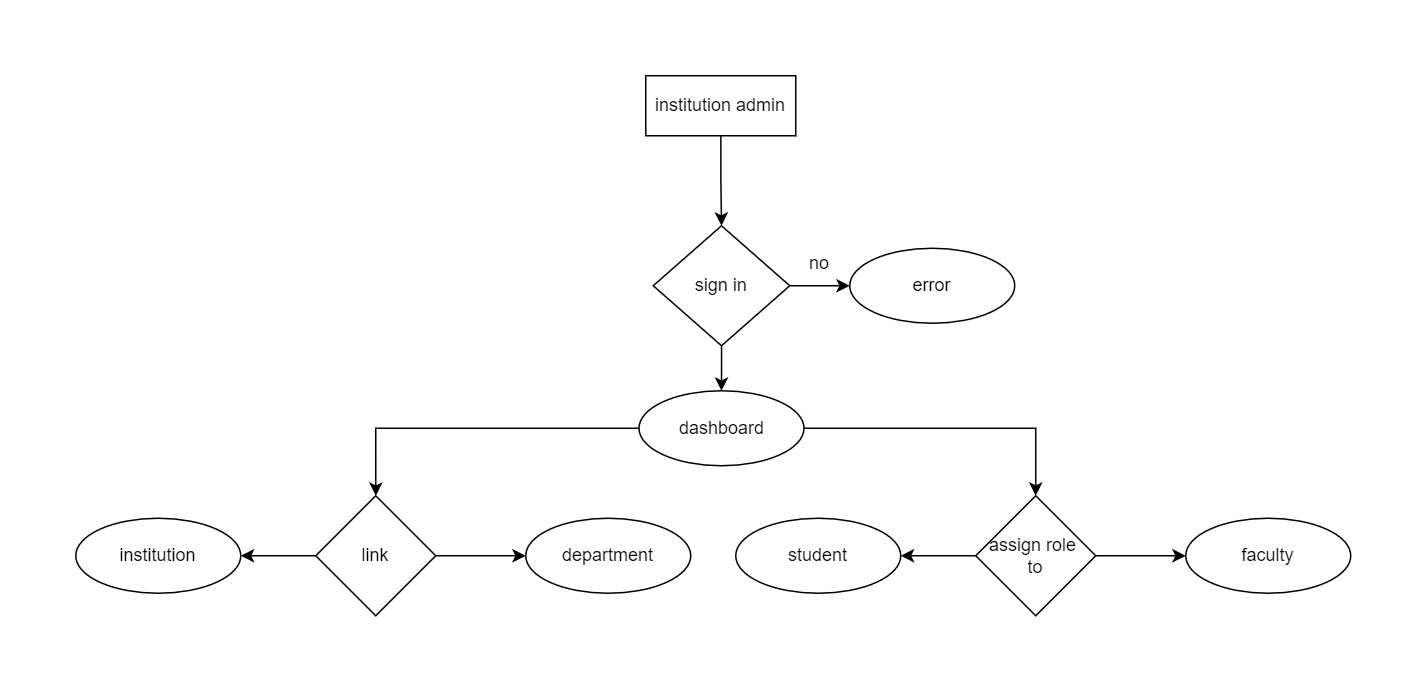 institution admin
sign in
no
error
dashboard
institution
link
department
student
assign role
to
faculty